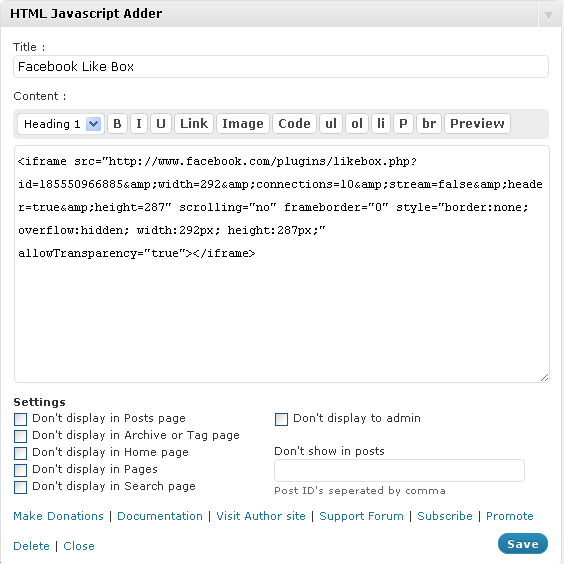 HTML Javascript Adder
Title :
Facebook Like Box
Content :
Heading 1 B I U Link Image Code ul ol li P br Preview
<iframe src="http://www.facebook.com/plugins/likebox.php?
id=185550966885&amp;width=292&amp;connections=10&amp;stream=false&amp;heade
r=true&amp;height=287" scrolling="no" frameborder="0" style="border:none;
overflow:hidden; width:292px; height:287px;"
allowTransparency="true"></iframe>
Settings
Don't display in Posts page
Don't display in Archive or Tag page
Don't display in Home page
Don't display in Pages
Don't display in Search page
Don't display to admin
Don't show in posts
Post ID's seperated by comma
Make Donations | Documentation | Visit Author site | Support Forum | Subscribe | Promote
Delete | Close
Save